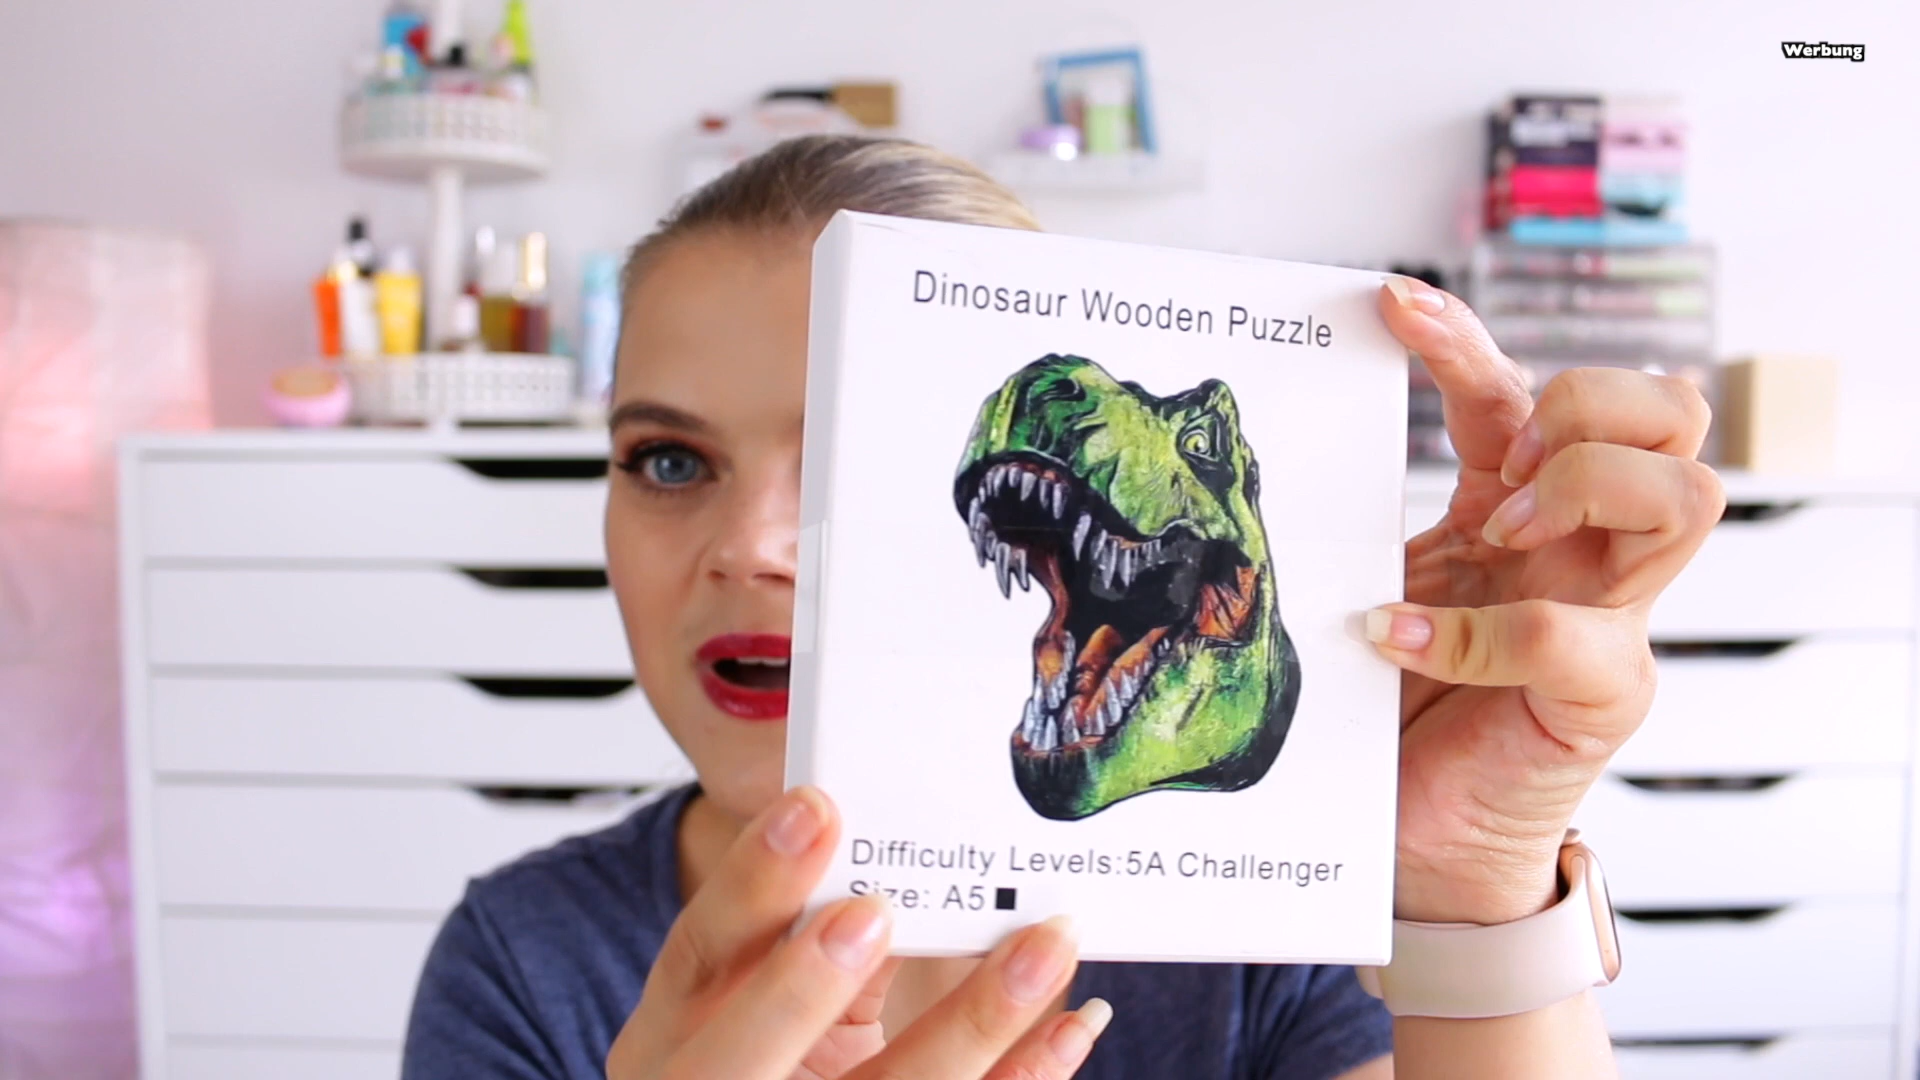 Werbung
Dinosaur Wooden Puzzle
Difficulty Levels:5A Challenger
Size: A5